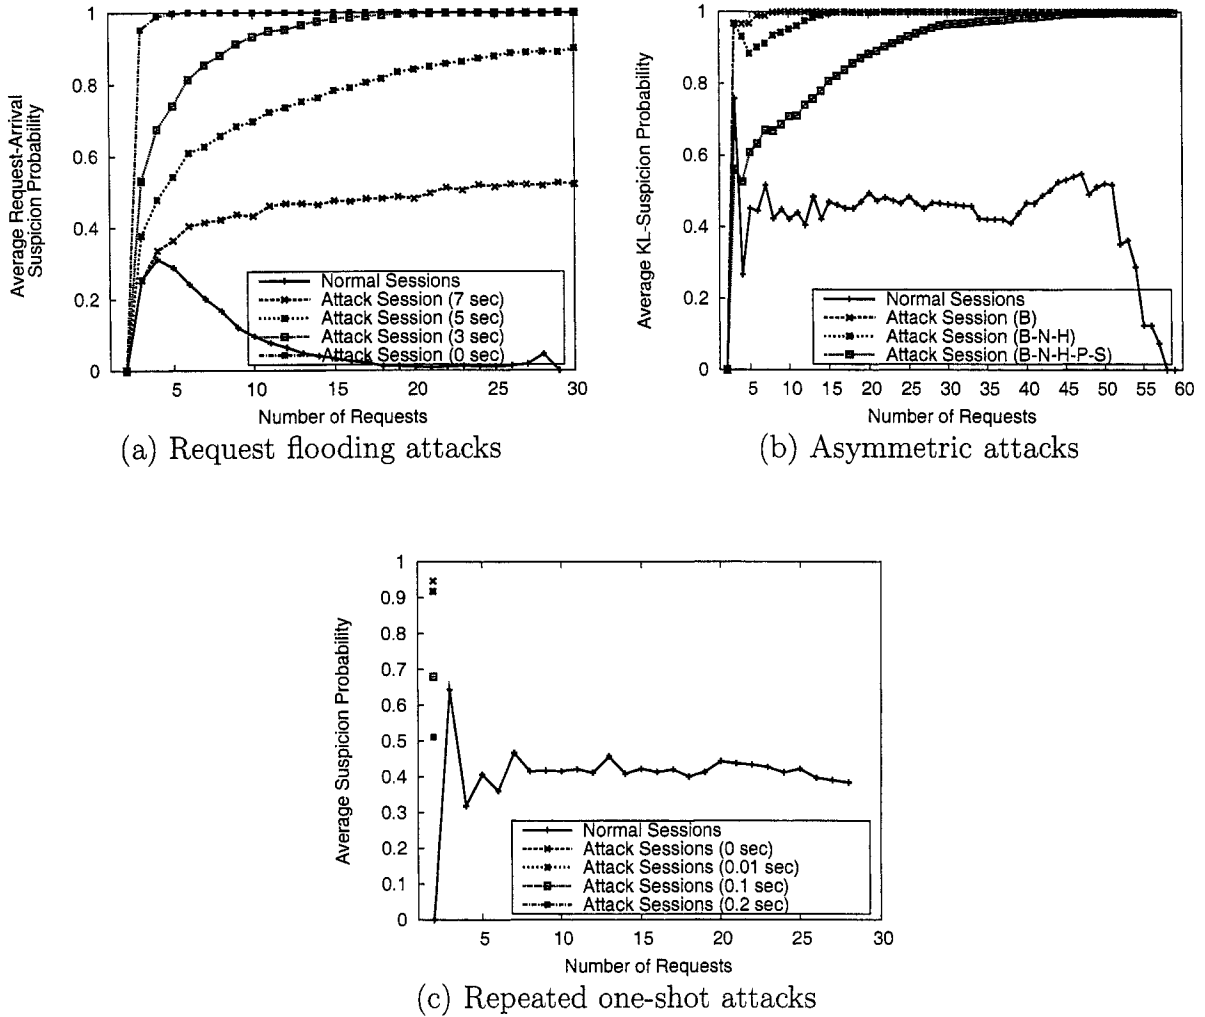 Average Request-Arrival
Suspicion Probability
1
0.8
0.6
0.4
0.2
0
Normal Sessions
Attack Session (7 sec)
Attack Session (5 sec)
Attack Session (3 sec)
Attack Session (0 sec)
5 10 15 20 25 30
Number of Requests
(a) Request flooding attacks
Average KL-Suspicion Probability
1
0.8
0.6
0.4
0.2
0
Normal Sessions
Attack Session (B)
Attack Session (B-N-H)
Attack Session (B-N-H-P-S)
5 10 15 20 25 30 35 40 45 50 55 60
Number of Requests
(b) Asymmetric attacks
Average Suspicion Probability
1
0.9
0.8
0.7
0.6
0.5
0.4
0.3
0.2
0.1
0
Normal Sessions
Attack Sessions (0 sec)
Attack Sessions (0.01 sec)
Attack Sessions (0.1 sec)
Attack Sessions (0.2 sec)
5 10 15 20 25 30
Number of Requests
(c) Repeated one-shot attacks